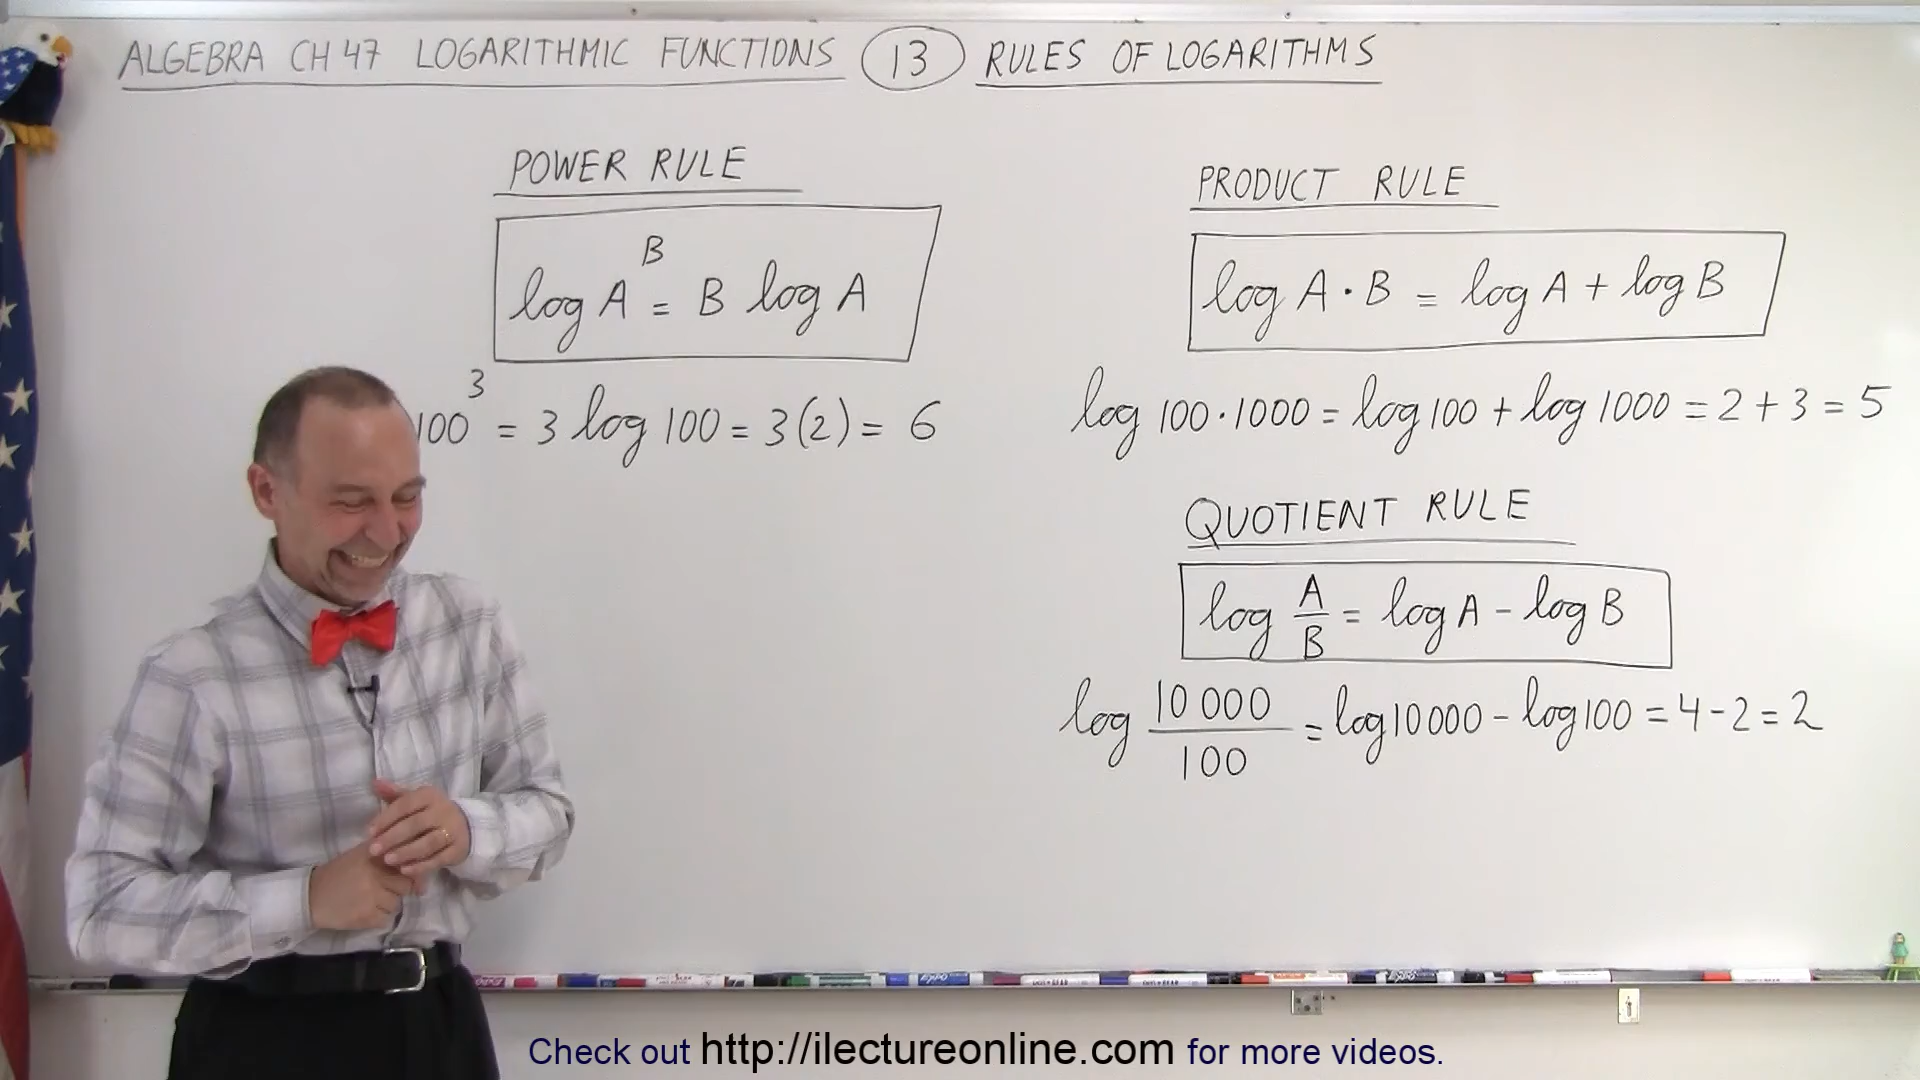 ALGEBRA CH 47 LOGARITHMIC FUNCTIONS 13 RULES OF LOGARITHMS
POWER RULE
log A^B = B log A
100^3 = 3 log 100 = 3(2) = 6
PRODUCT RULE
log A · B = log A + log B
log 100 · 1000 = log 100 + log 1000 = 2 + 3 = 5
QUOTIENT RULE
log A/B = log A - log B
log 10 000/100 = log 10 000 - log 100 = 4 - 2 = 2
Check out http://ilectureonline.com for more videos.